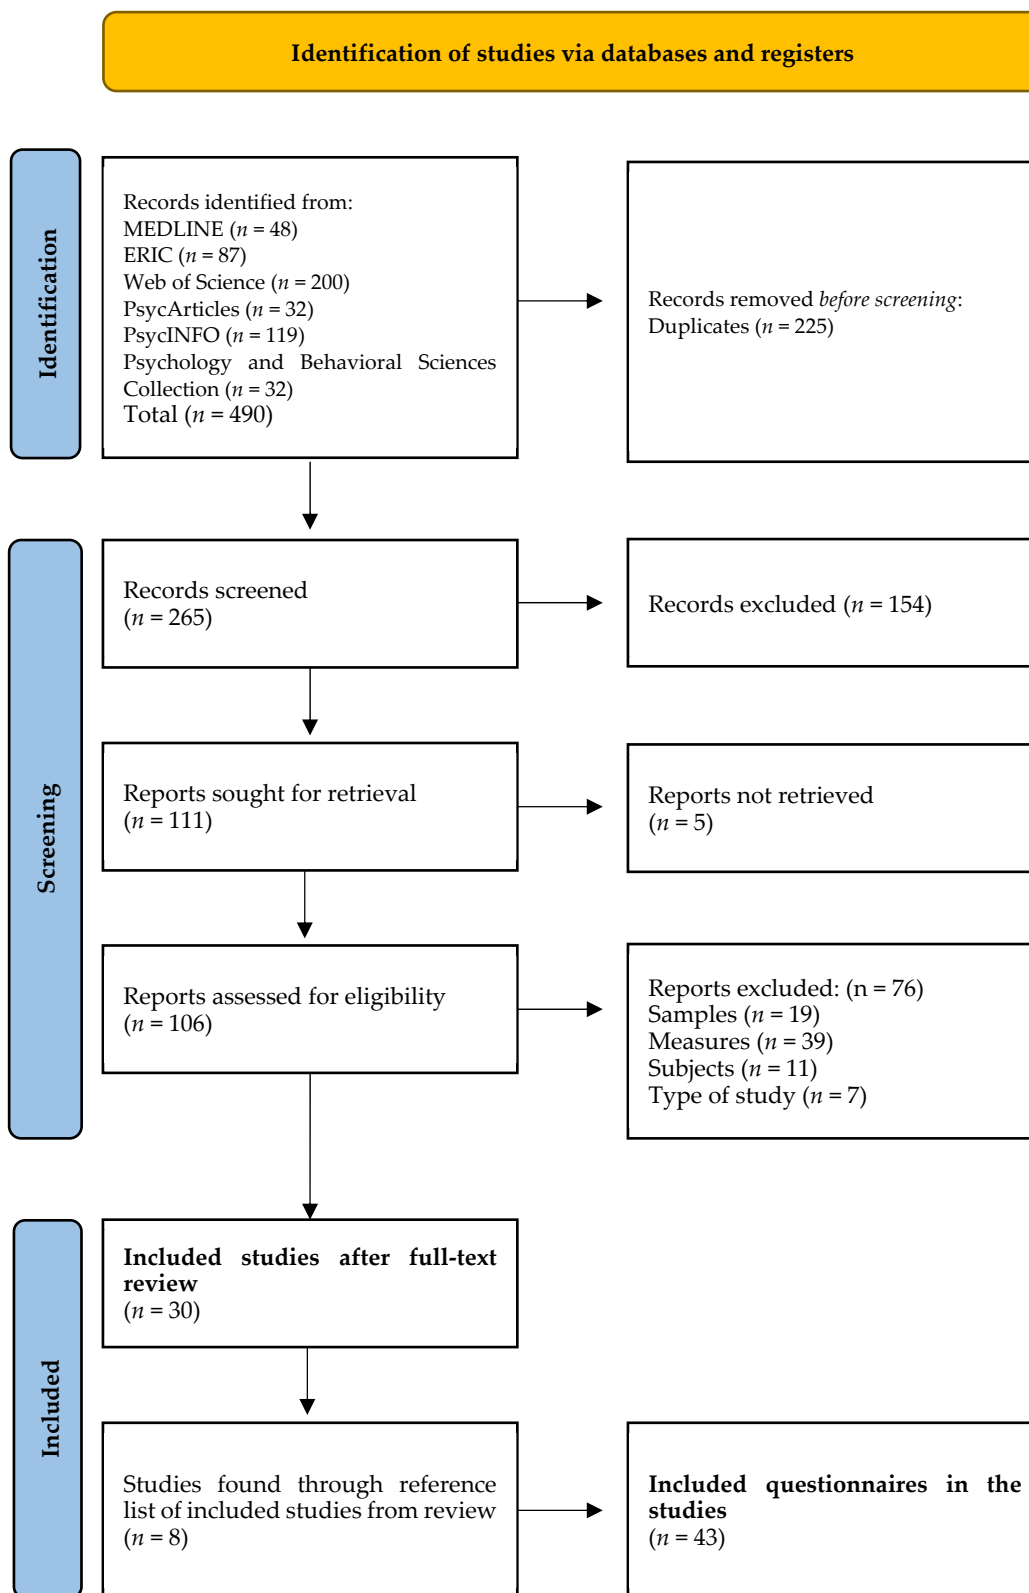 Identification of studies via databases and registers
Identification
Records identified from:
MEDLINE (n = 48)
ERIC (n = 87)
Web of Science (n = 200)
PsycArticles (n = 32)
PsycINFO (n = 119)
Psychology and Behavioral Sciences
Collection (n = 32)
Total (n = 490)
Records removed before screening:
Duplicates (n = 225)
Screening
Records screened
(n = 265)
Records excluded (n = 154)
Reports sought for retrieval
(n = 111)
Reports not retrieved
(n = 5)
Reports assessed for eligibility
(n = 106)
Reports excluded: (n = 76)
Samples (n = 19)
Measures (n = 39)
Subjects (n = 11)
Type of study (n = 7)
Included
Included studies after full-text
review
(n = 30)
Studies found through reference
list of included studies from review
(n = 8)
Included questionnaires in the
studies
(n = 43)